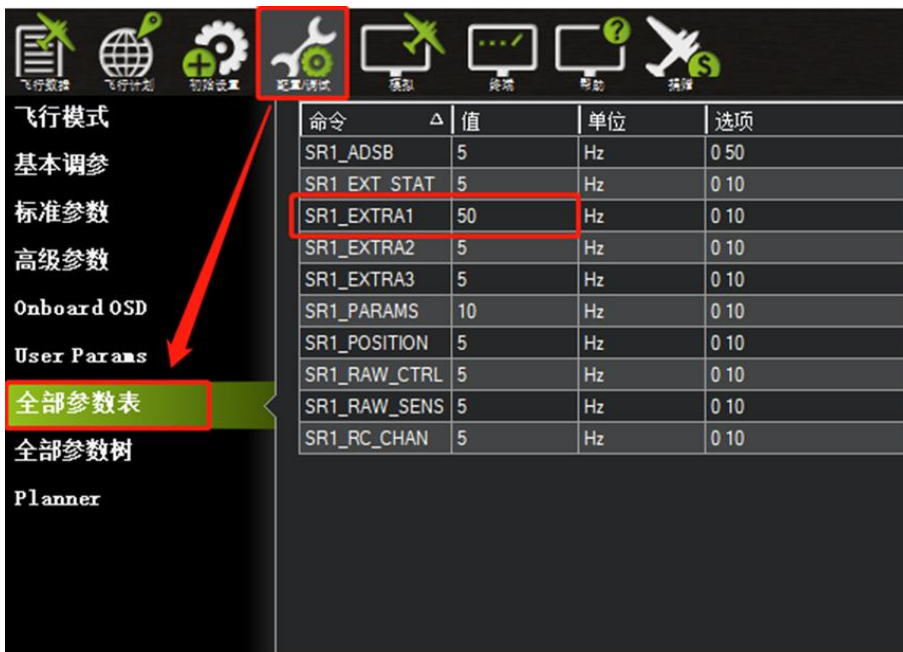 飞行数据 飞行计划 初始设置 配置/调试 模拟 终端 帮助 捐赠
飞行模式
基本调参
标准参数
高级参数
Onboard OSD
User Params
全部参数表
全部参数树
Planner
命令 值 单位 选项
SR1_ADSB 5 Hz 0 50
SR1_EXT_STAT 5 Hz 0 10
SR1_EXTRA1 50 Hz 0 10
SR1_EXTRA2 5 Hz 0 10
SR1_EXTRA3 5 Hz 0 10
SR1_PARAMS 10 Hz 0 10
SR1_POSITION 5 Hz 0 10
SR1_RAW_CTRL 5 Hz 0 10
SR1_RAW_SENS 5 Hz 0 10
SR1_RC_CHAN 5 Hz 0 10